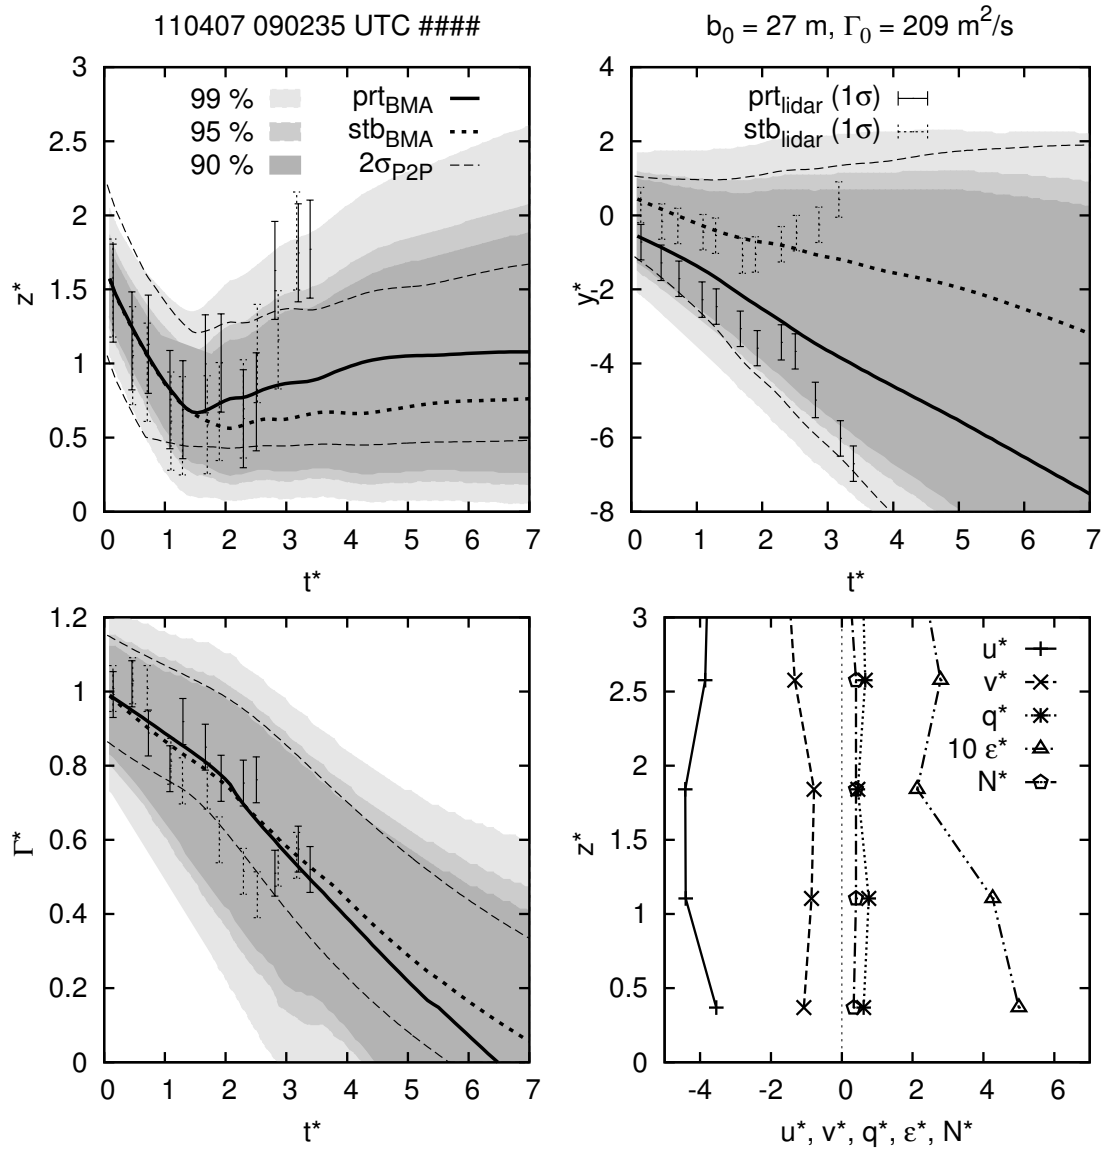 110407 090235 UTC ####
b0 = 27 m, Γ0 = 209 m2/s
3
2.5
2
1.5
1
0.5
0
z*
99 %
95 %
90 %
prtBMA
stbBMA
2σP2P
0 1 2 3 4 5 6 7
t*
4
2
0
-2
-4
-6
-8
y*
prtlidar (1σ)
stblidar (1σ)
0 1 2 3 4 5 6 7
t*
1.2
1
0.8
0.6
0.4
0.2
0
Γ*
0 1 2 3 4 5 6 7
t*
3
2.5
2
1.5
1
0.5
0
z*
u*
v*
q*
10 ε*
N*
-4 -2 0 2 4 6
u*, v*, q*, ε*, N*